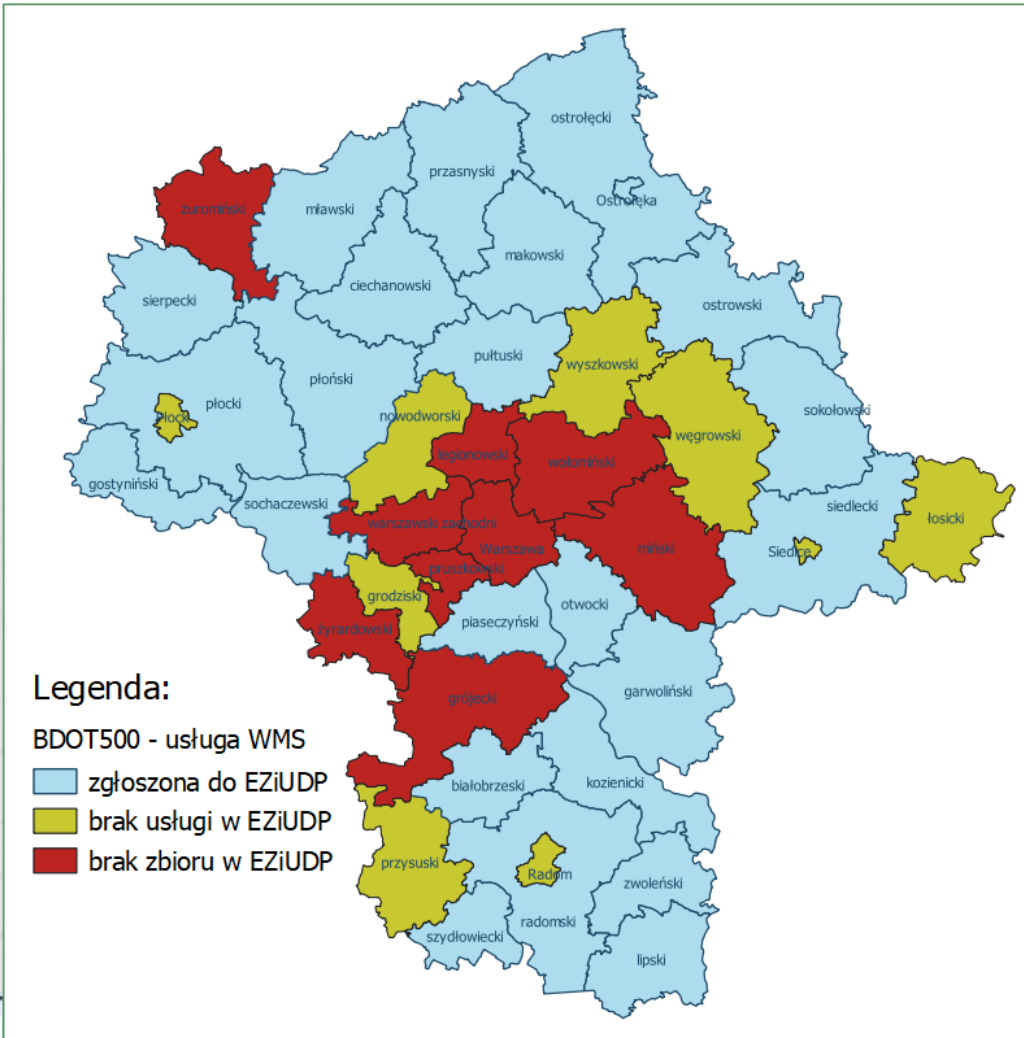 ostrołęcki
przasnyski
żuromiński
mławski
Ostrołęka
makowski
ciechanowski
sierpecki
ostrowski
pułtuski
wyszkowski
płoński
płocki
Płock
nowodworski
sokołowski
węgrowski
legionowski
wołomiński
gostyniński
sochaczewski
siedlecki
łosicki
warszawski zachodni
Warszawa
miński
Siedlce
pruszkowski
grodziski
otwocki
piaseczyński
żyrardowski
garwoliński
grójecki
Legenda:
BDOT500 - usługa WMS
zgłoszona do EZiUDP
brak usługi w EZiUDP
brak zbioru w EZiUDP
białobrzeski
kozienicki
przysuski
Radom
zwoleński
radomski
szydłowiecki
lipski